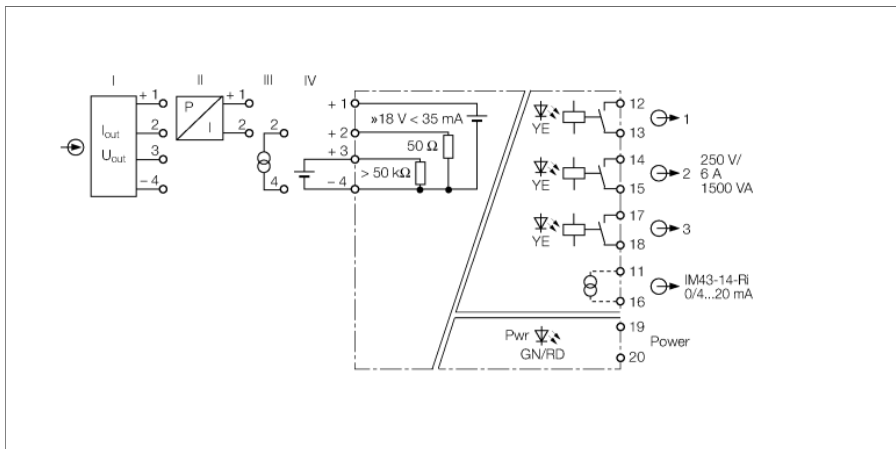 I
II
III
IV
+ 1
2
3
– 4
Iout
Uout
P
I
+ 1
2
2
4
+ 1
+ 2
+ 3
– 4
»18 V < 35 mA
50 Ω
> 50 kΩ
YE
12
13
1
YE
14
15
2
250 V/
6 A
1500 VA
YE
17
18
3
11
16
IM43-14-Ri
0/4...20 mA
Pwr
GN/RD
19
20
Power